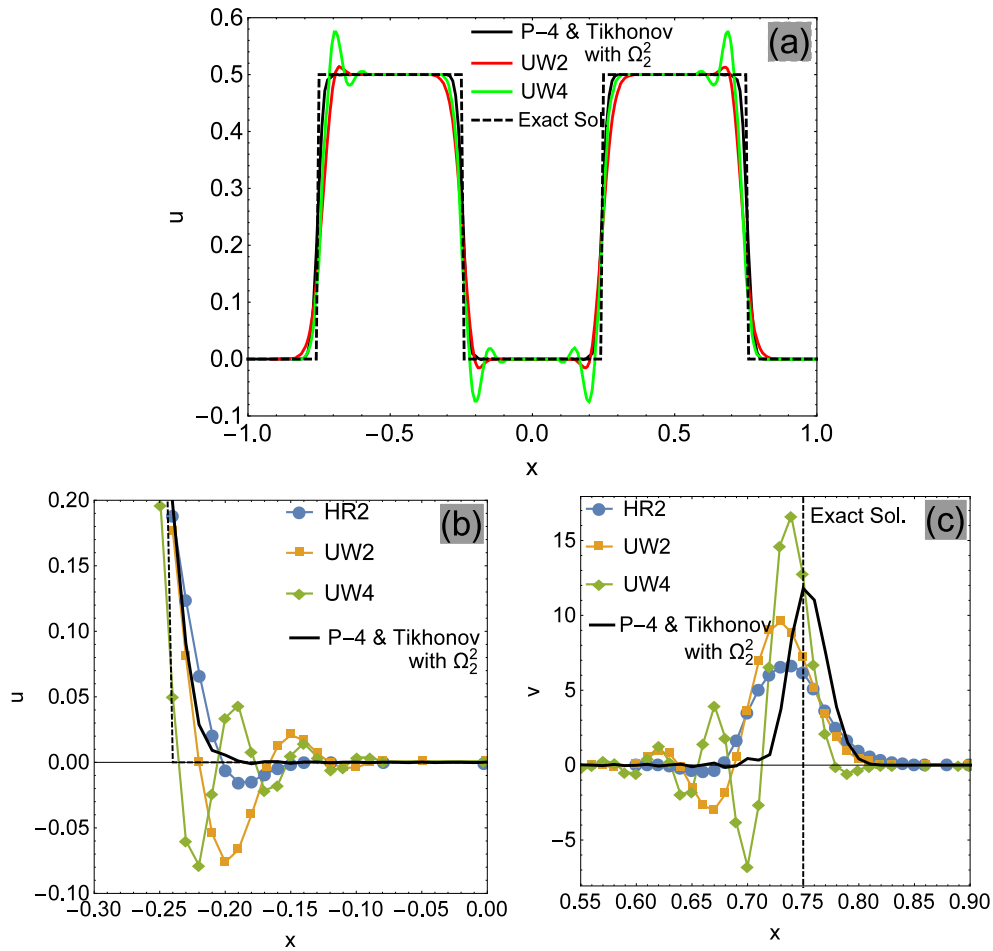 (a)
P−4 & Tikhonov
with Ω₂²
UW2
UW4
Exact Sol.
0.6
0.5
0.4
0.3
0.2
0.1
0.0
−0.1
u
−1.0 −0.5 0.0 0.5 1.0
x
(b)
HR2
UW2
UW4
P−4 & Tikhonov
with Ω₂²
0.20
0.15
0.10
0.05
0.00
−0.05
−0.10
u
−0.30 −0.25 −0.20 −0.15 −0.10 −0.05 0.00
x
(c)
HR2
Exact Sol.
UW2
UW4
P−4 & Tikhonov
with Ω₂²
15
10
5
0
−5
v
0.55 0.60 0.65 0.70 0.75 0.80 0.85 0.90
x